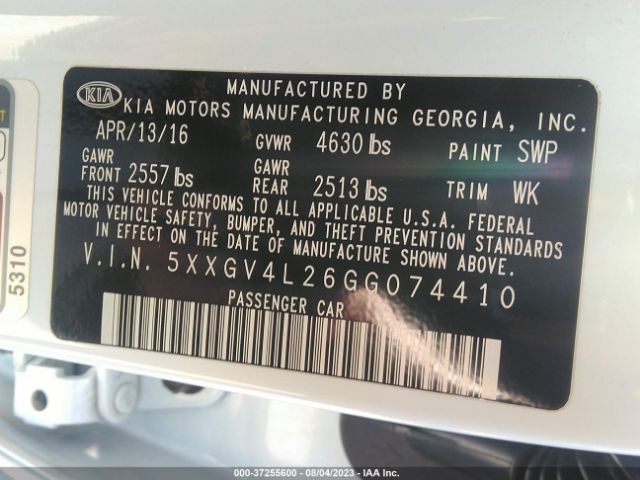 MANUFACTURED BY
KIA KIA MOTORS MANUFACTURING GEORGIA, INC.
APR/13/16 GVWR 4630 lbs PAINT SWP
GAWR FRONT 2557 lbs GAWR REAR 2513 lbs TRIM WK
THIS VEHICLE CONFORMS TO ALL APPLICABLE U.S.A. FEDERAL
MOTOR VEHICLE SAFETY, BUMPER, AND THEFT PREVENTION STANDARDS
IN EFFECT ON THE DATE OF MANUFACTURE SHOWN ABOVE.
V.I.N. 5XXGV4L26GG074410
PASSENGER CAR
5310
000-37255600 - 08/04/2023 - IAA Inc.